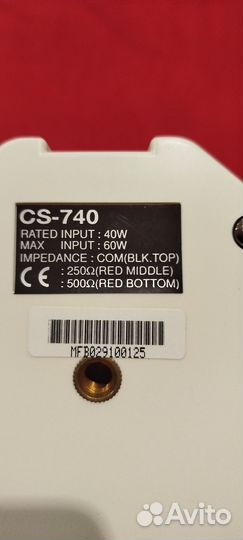 CS-740
RATED INPUT : 40W
MAX INPUT : 60W
IMPEDANCE : COM(BLK.TOP)
CE : 250Ω(RED MIDDLE)
: 500Ω(RED BOTTOM)
MFB029100125
Avito